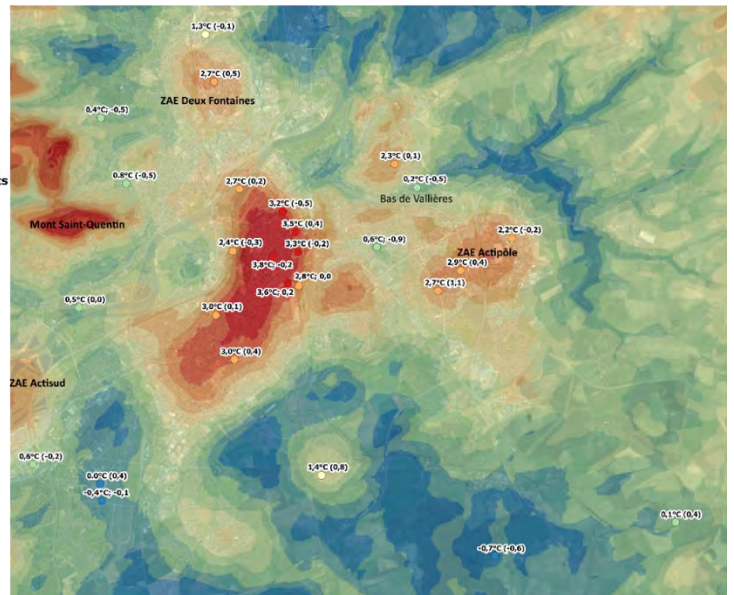 1,3°C (-0,1)
2,7°C (0,5)
ZAE Deux Fontaines
0,4°C; -0,5)
2,3°C (0,1)
0,8°C (-0,5)
ts
0,2°C (-0,5)
2,7°C (0,2)
Bas de Vallières
3,2°C (-0,5)
Mont Saint-Quentin
3,5°C (0,4)
2,2°C (-0,2)
2,4°C (-0,3)
3,3°C (-0,2)
0,6°C; -0,9)
ZAE Actipôle
3,8°C; -0,2
2,9°C (0,4)
2,8°C; 0,0
3,6°C; 0,2
2,7°C (1,1)
0,5°C (0,0)
3,0°C (0,1)
3,0°C (0,4)
ZAE Actisud
0,6°C (-0,2)
1,4°C (0,8)
0,0°C (0,4)
-0,4°C; -0,1
0,1°C (0,4)
-0,7°C (-0,6)